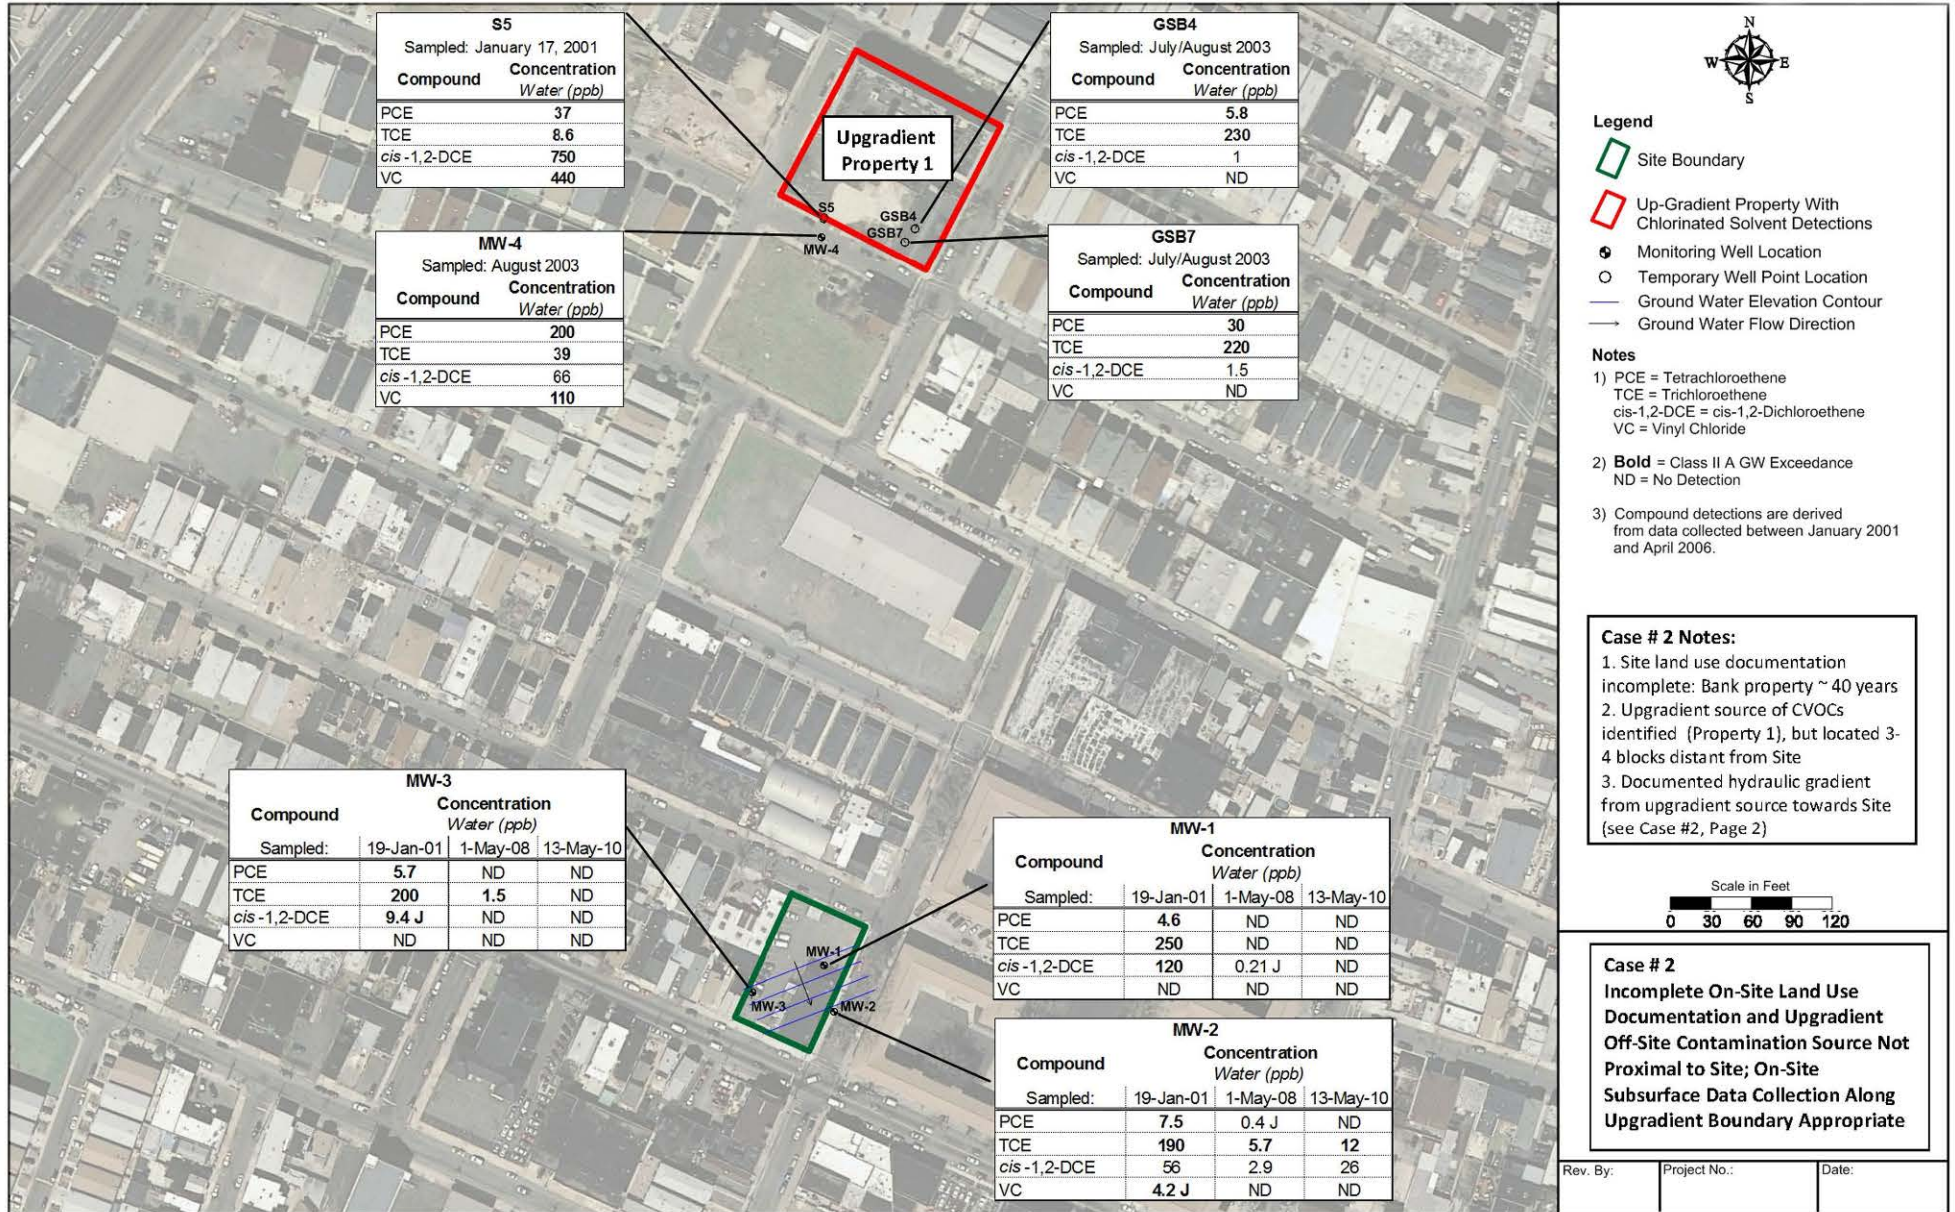 S5
Sampled: January 17, 2001
Compound Concentration
Water (ppb)
PCE 37
TCE 8.6
cis-1,2-DCE 750
VC 440
GSB4
Sampled: July/August 2003
Compound Concentration
Water (ppb)
PCE 5.8
TCE 230
cis-1,2-DCE 1
VC ND
Upgradient
Property 1
S5
MW-4
GSB4
GSB7
MW-4
Sampled: August 2003
Compound Concentration
Water (ppb)
PCE 200
TCE 39
cis-1,2-DCE 66
VC 110
GSB7
Sampled: July/August 2003
Compound Concentration
Water (ppb)
PCE 30
TCE 220
cis-1,2-DCE 1.5
VC ND
MW-3
Compound Concentration
Water (ppb)
Sampled: 19-Jan-01 1-May-08 13-May-10
PCE 5.7 ND ND
TCE 200 1.5 ND
cis-1,2-DCE 9.4 J ND ND
VC ND ND ND
MW-1
MW-3
MW-2
MW-1
Compound Concentration
Water (ppb)
Sampled: 19-Jan-01 1-May-08 13-May-10
PCE 4.6 ND ND
TCE 250 ND ND
cis-1,2-DCE 120 0.21 J ND
VC ND ND ND
MW-2
Compound Concentration
Water (ppb)
Sampled: 19-Jan-01 1-May-08 13-May-10
PCE 7.5 0.4 J ND
TCE 190 5.7 12
cis-1,2-DCE 56 2.9 26
VC 4.2 J ND ND
N
W E
S
Legend
Site Boundary
Up-Gradient Property With
Chlorinated Solvent Detections
Monitoring Well Location
Temporary Well Point Location
Ground Water Elevation Contour
Ground Water Flow Direction
Notes
1) PCE = Tetrachloroethene
TCE = Trichloroethene
cis-1,2-DCE = cis-1,2-Dichloroethene
VC = Vinyl Chloride
2) Bold = Class II A GW Exceedance
ND = No Detection
3) Compound detections are derived
from data collected between January 2001
and April 2006.
Case # 2 Notes:
1. Site land use documentation
incomplete: Bank property ~ 40 years
2. Upgradient source of CVOCs
identified (Property 1), but located 3-
4 blocks distant from Site
3. Documented hydraulic gradient
from upgradient source towards Site
(see Case #2, Page 2)
Scale in Feet
0 30 60 90 120
Case # 2
Incomplete On-Site Land Use
Documentation and Upgradient
Off-Site Contamination Source Not
Proximal to Site; On-Site
Subsurface Data Collection Along
Upgradient Boundary Appropriate
Rev. By: Project No.: Date: